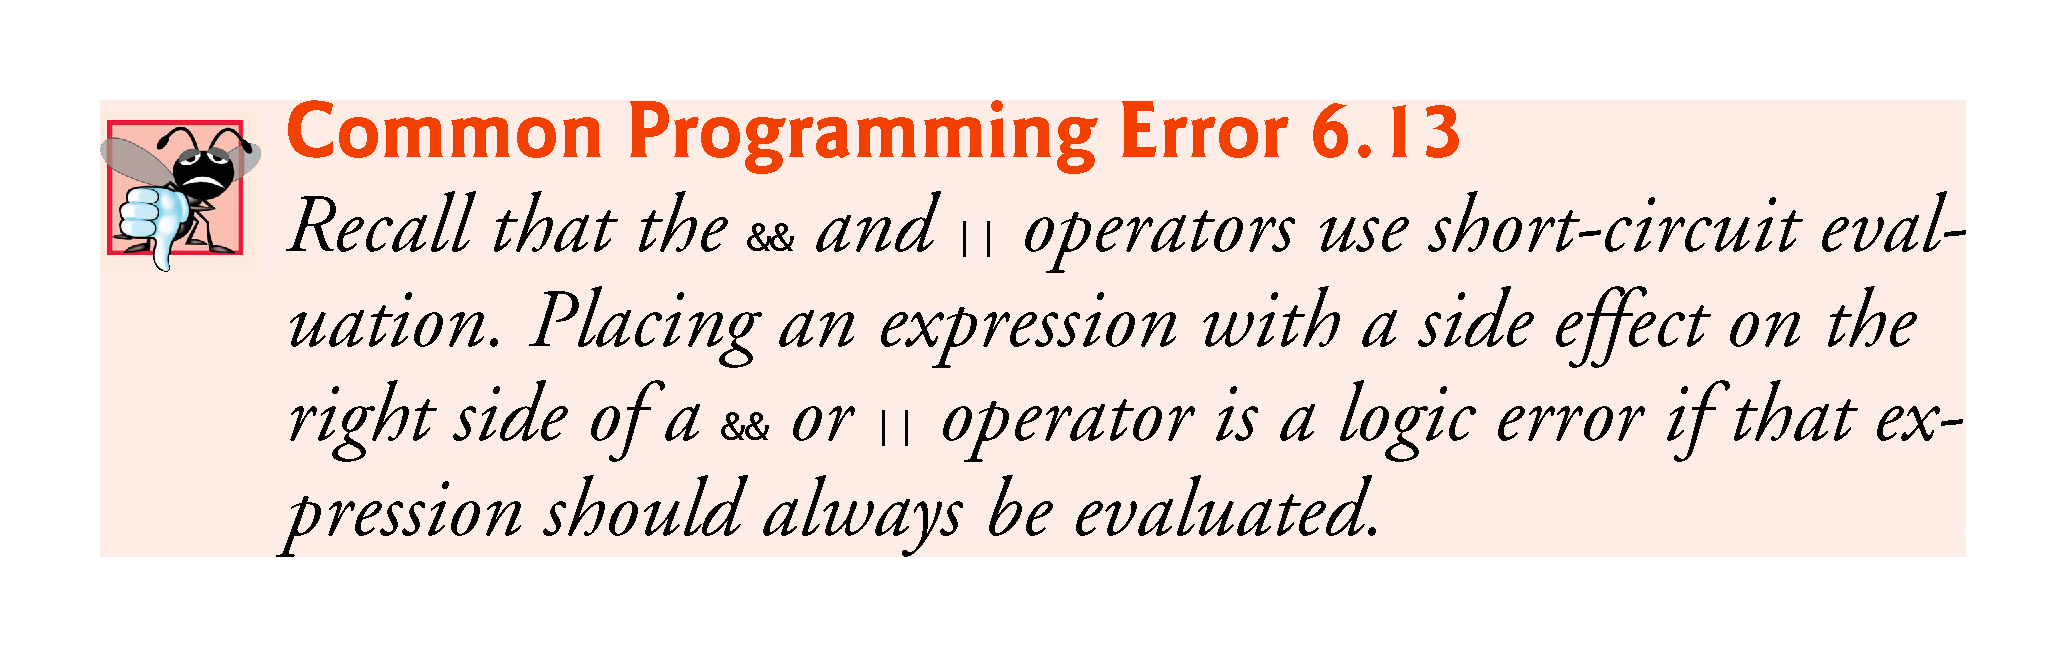 Common Programming Error 6.13
Recall that the && and || operators use short-circuit eval-
uation. Placing an expression with a side effect on the
right side of a && or || operator is a logic error if that ex-
pression should always be evaluated.